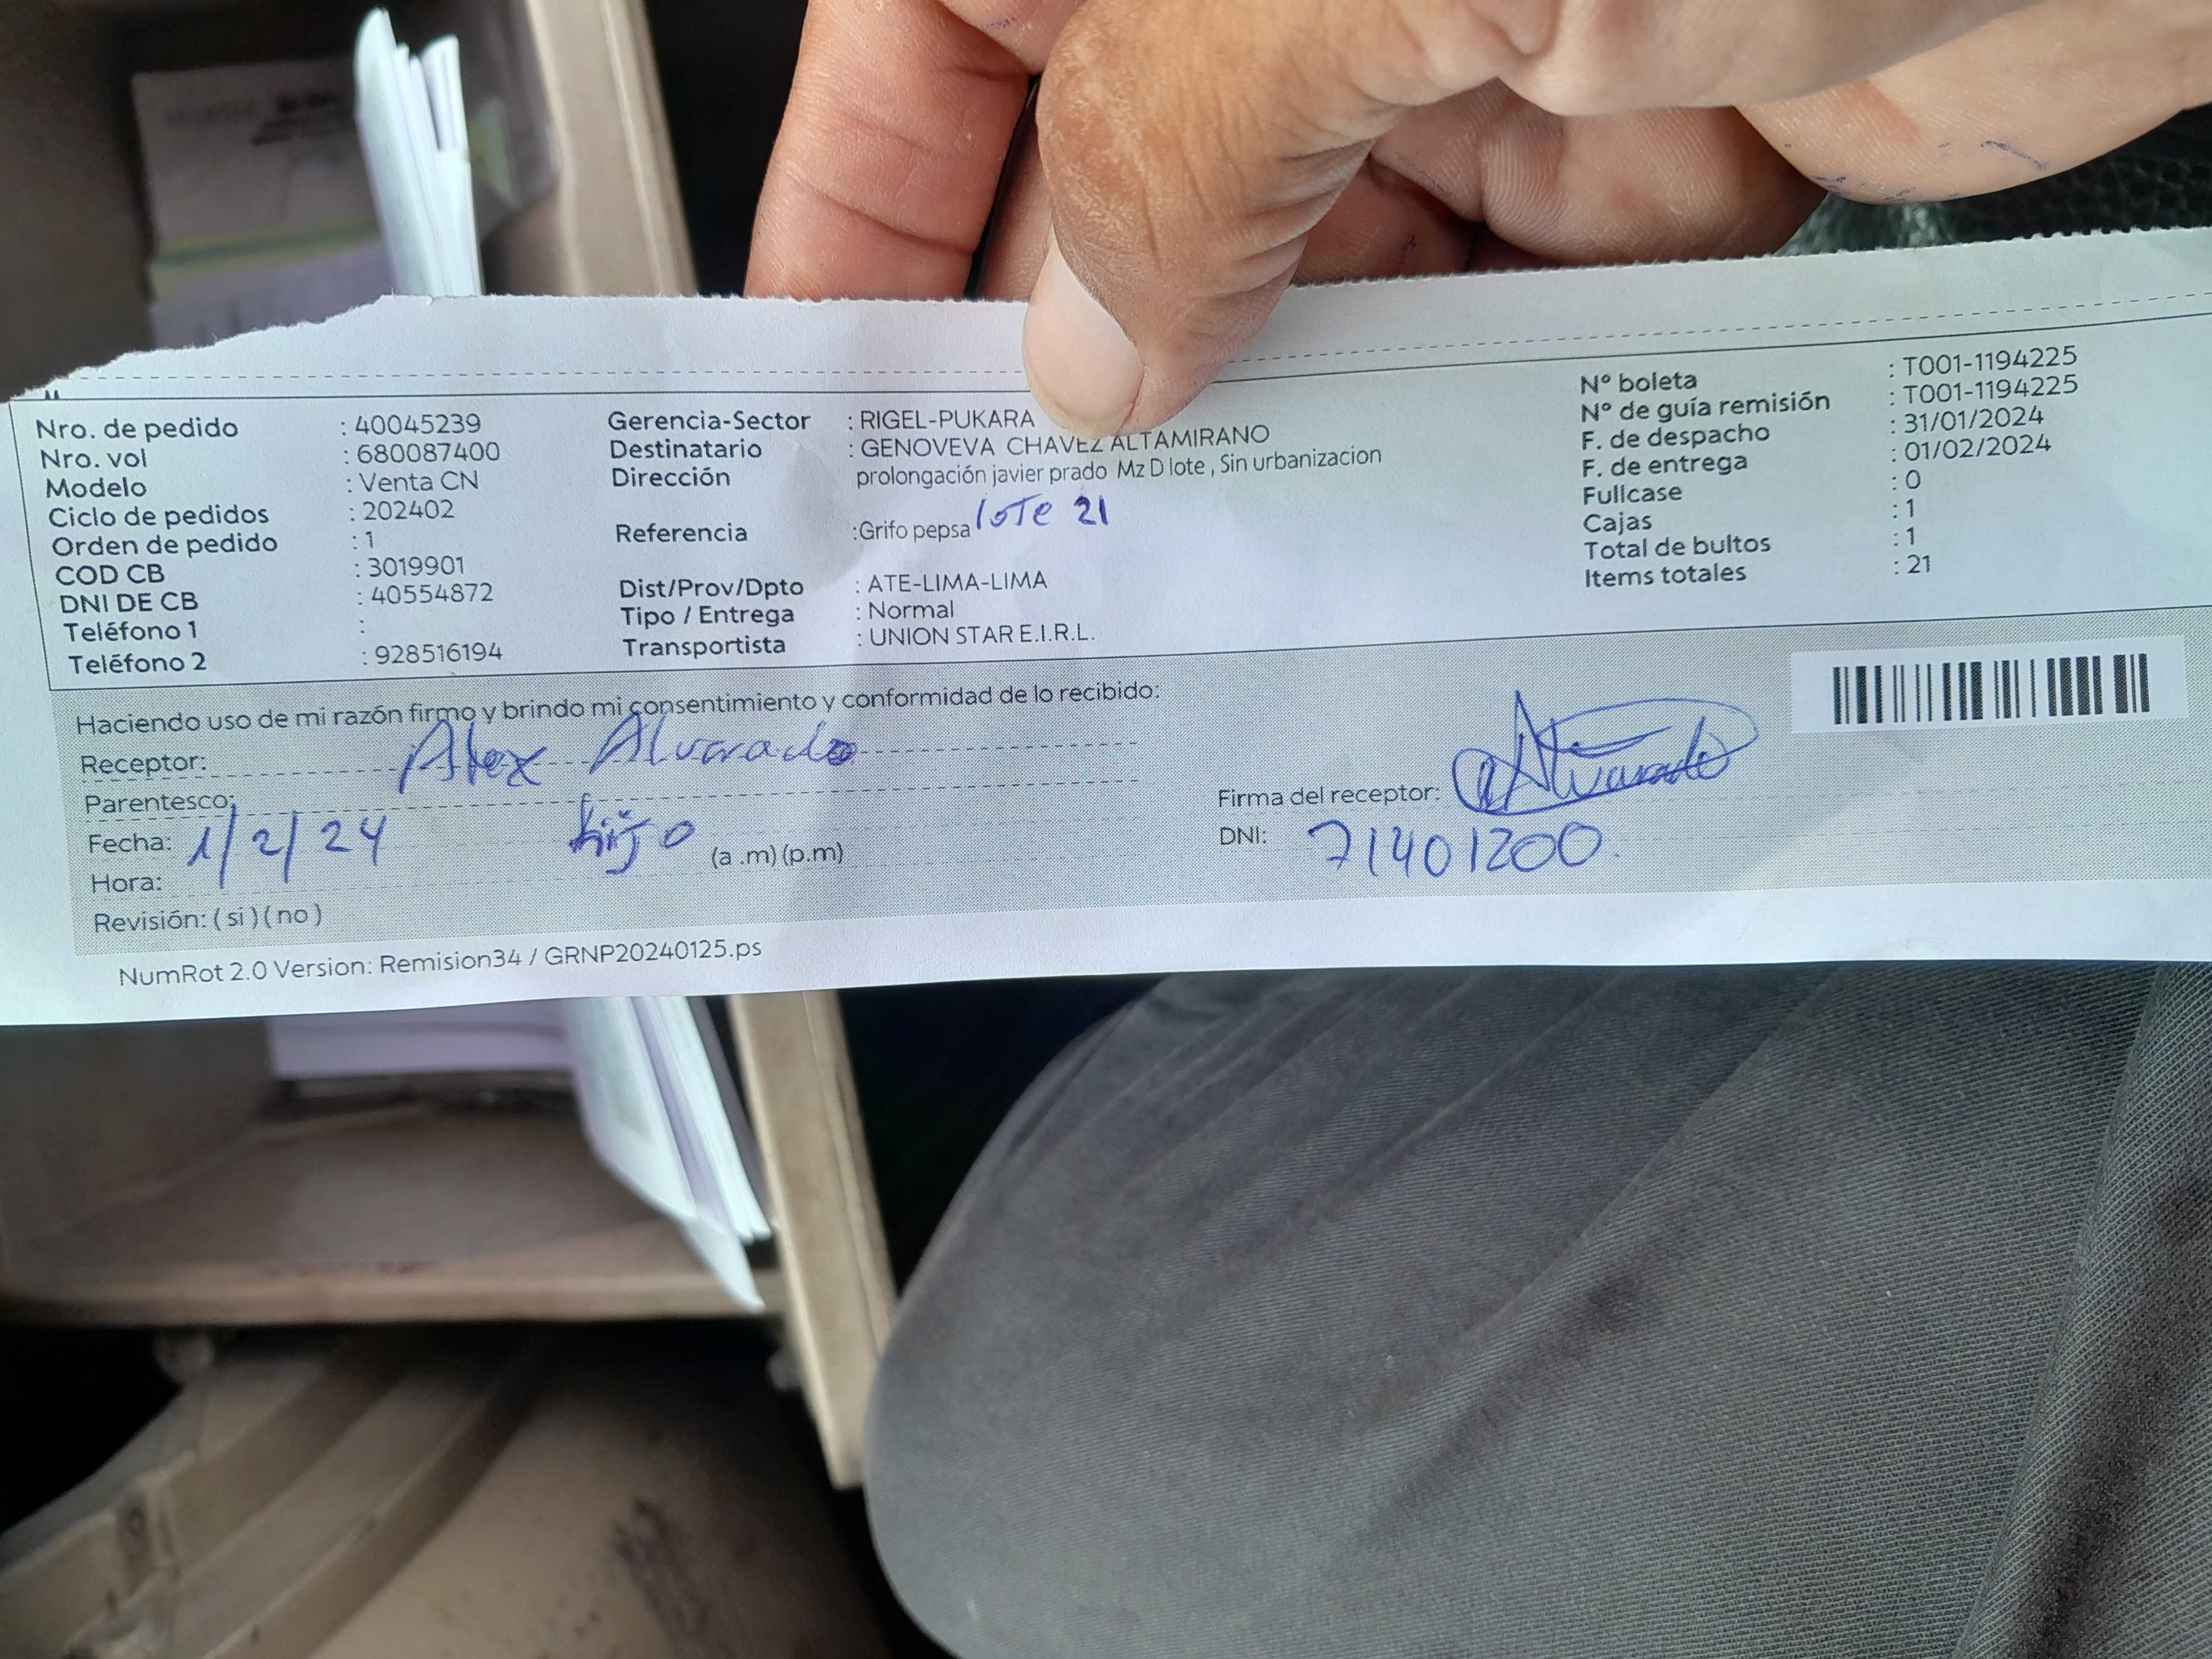 Nro. de pedido : 40045239
Nro. vol : 680087400
Modelo : Venta CN
Ciclo de pedidos : 202402
Orden de pedido : 1
COD CB : 3019901
DNI DE CB : 40554872
Teléfono 1 :
Teléfono 2 : 928516194
Gerencia-Sector : RIGEL-PUKARA
Destinatario : GENOVEVA CHAVEZ ALTAMIRANO
Dirección prolongación javier prado Mz D lote , Sin urbanizacion
lote 21
Referencia :Grifo pepsa
Dist/Prov/Dpto : ATE-LIMA-LIMA
Tipo / Entrega : Normal
Transportista : UNION STAR E.I.R.L.
N° boleta : T001-1194225
N° de guía remisión : T001-1194225
F. de despacho : 31/01/2024
F. de entrega : 01/02/2024
Fullcase : 0
Cajas : 1
Total de bultos : 1
Items totales : 21
Haciendo uso de mi razón firmo y brindo mi consentimiento y conformidad de lo recibido:
Receptor: Alex Alvarado
Parentesco: hijo
Fecha: 1/2/24
Hora: (a .m) (p.m)
Revisión: ( si ) ( no )
Firma del receptor: Alvarado
DNI: 71401200.
NumRot 2.0 Version: Remision34 / GRNP20240125.ps